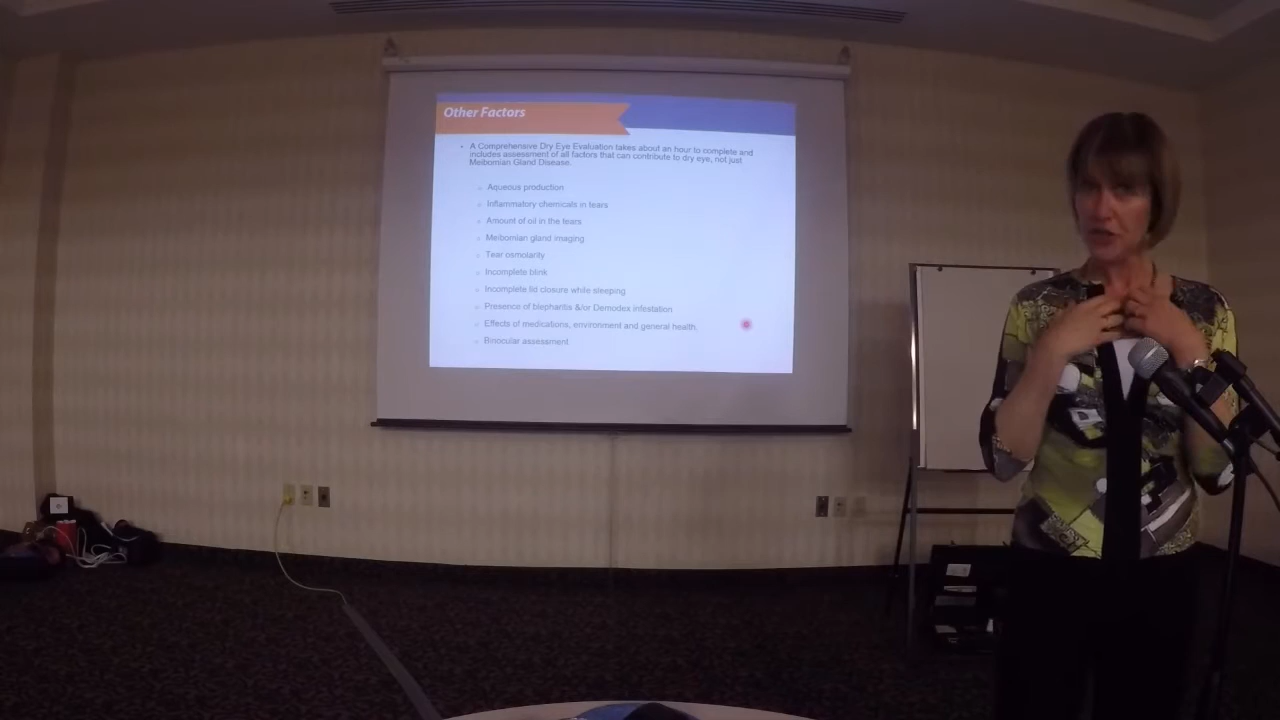 Other Factors
A Comprehensive Dry Eye Evaluation takes about an hour to complete and
includes assessment of all factors that can contribute to dry eye, not just
Meibomian Gland Disease.
Aqueous production
Inflammatory chemicals in tears
Amount of oil in the tears
Meibomian gland imaging
Tear osmolarity
Incomplete blink
Incomplete lid closure while sleeping
Presence of blepharitis &/or Demodex infestation
Effects of medications, environment and general health.
Binocular assessment